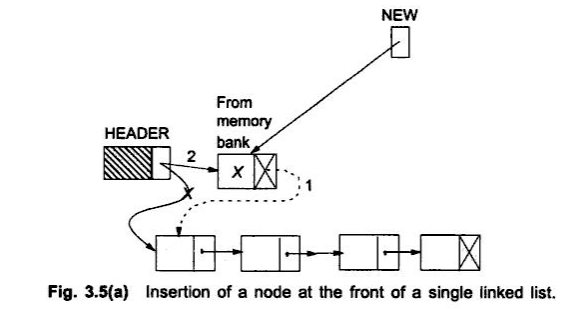 NEW
From
memory
bank
HEADER
2
X
1
Fig. 3.5(a) Insertion of a node at the front of a single linked list.